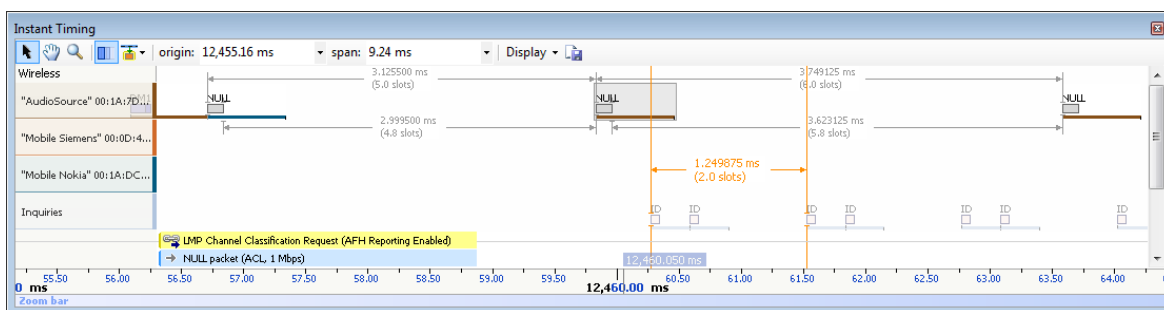 Instant Timing
origin: 12,455.16 ms span: 9.24 ms Display
Wireless
3.125500 ms 3.749125 ms
(5.0 slots) (6.0 slots)
"AudioSource" 00:1A:7D... NULL NULL NULL
2.999500 ms 3.623125 ms
(4.8 slots) (5.8 slots)
"Mobile Siemens" 00:0D:4...
"Mobile Nokia" 00:1A:DC...
1.249875 ms
(2.0 slots)
Inquiries ID ID ID ID ID ID ID
LMP Channel Classification Request (AFH Reporting Enabled)
NULL packet (ACL, 1 Mbps) 12,460.050 ms
55.50 56.00 56.50 57.00 57.50 58.00 58.50 59.00 59.50 60.50 61.00 61.50 62.00 62.50 63.00 63.50 64.00
0 ms 12,460.00 ms
Zoom bar